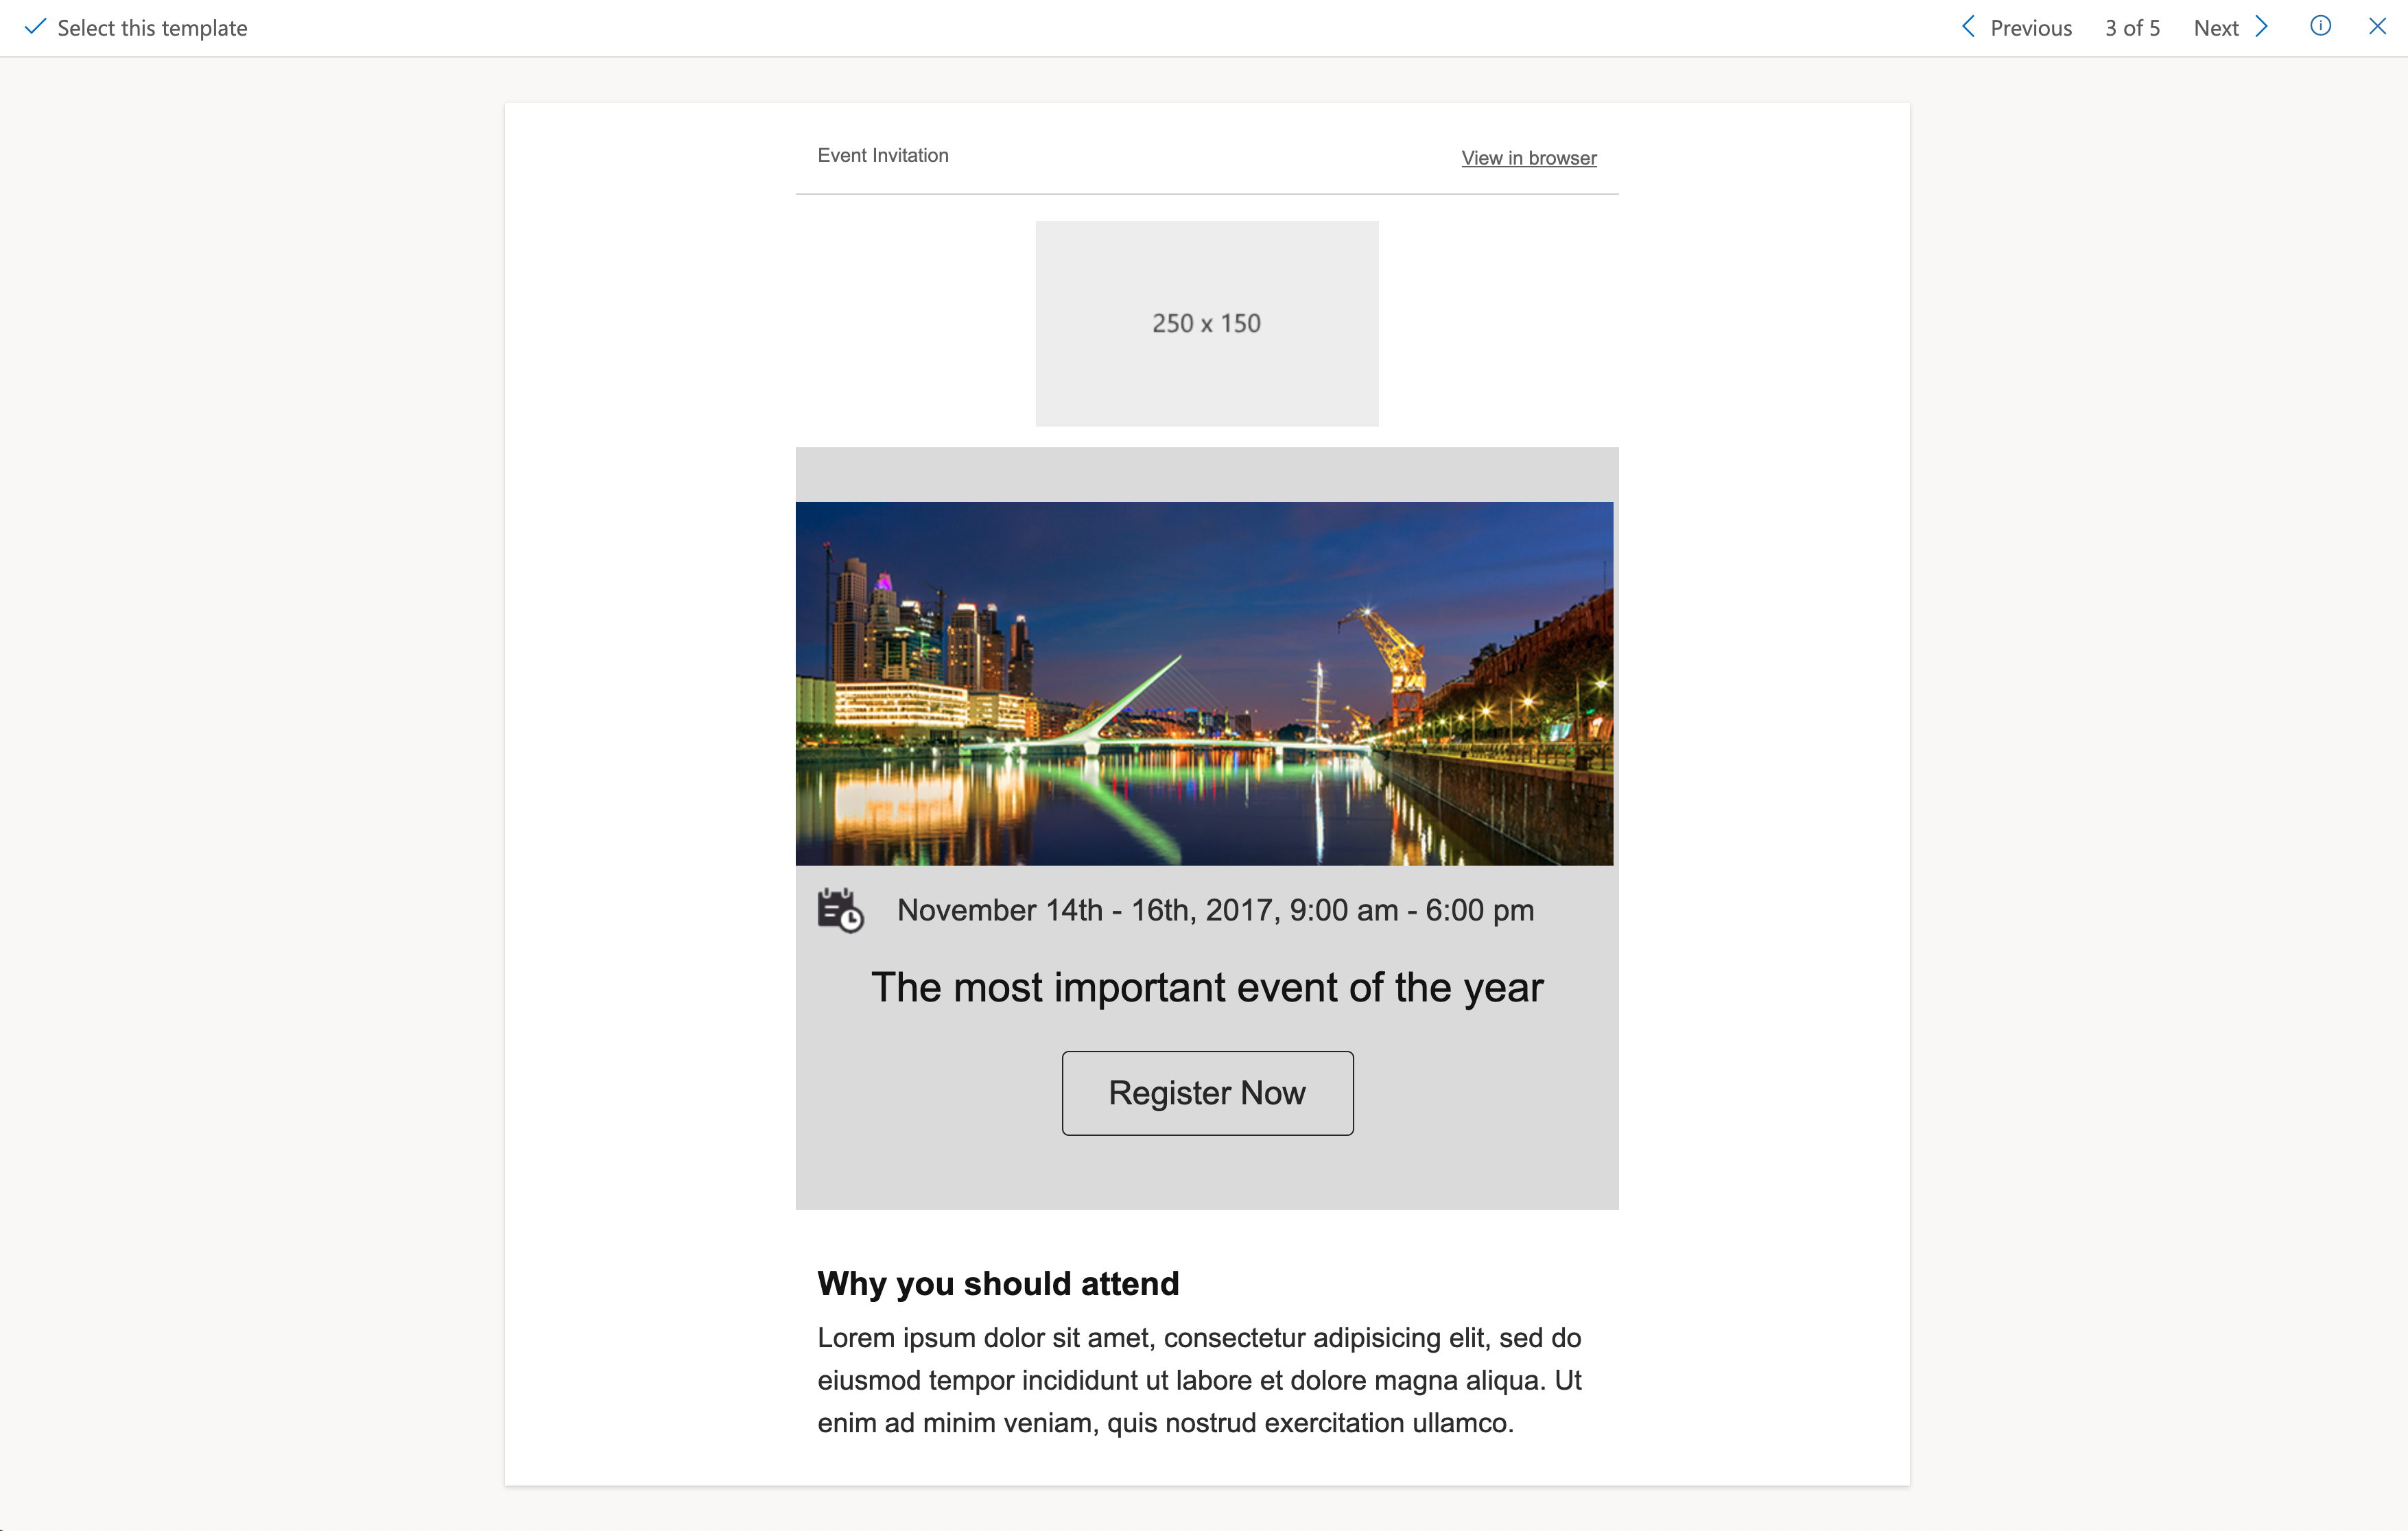 Select this template
Previous 3 of 5 Next
Event Invitation
View in browser
250 x 150
November 14th - 16th, 2017, 9:00 am - 6:00 pm
The most important event of the year
Register Now
Why you should attend
Lorem ipsum dolor sit amet, consectetur adipisicing elit, sed do
eiusmod tempor incididunt ut labore et dolore magna aliqua. Ut
enim ad minim veniam, quis nostrud exercitation ullamco.